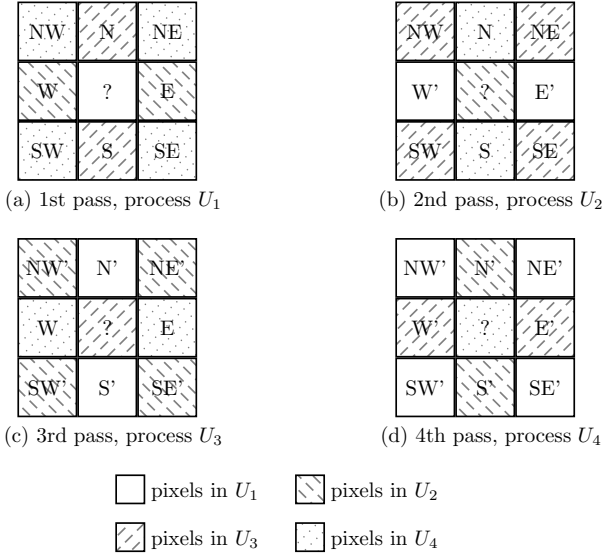 NW N NE
W ? E
SW S SE
(a) 1st pass, process U1
NW N NE
W' ? E'
SW S SE
(b) 2nd pass, process U2
NW' N' NE'
W ? E
SW' S' SE'
(c) 3rd pass, process U3
NW' N' NE'
W' ? E'
SW' S' SE'
(d) 4th pass, process U4
pixels in U1 pixels in U2
pixels in U3 pixels in U4